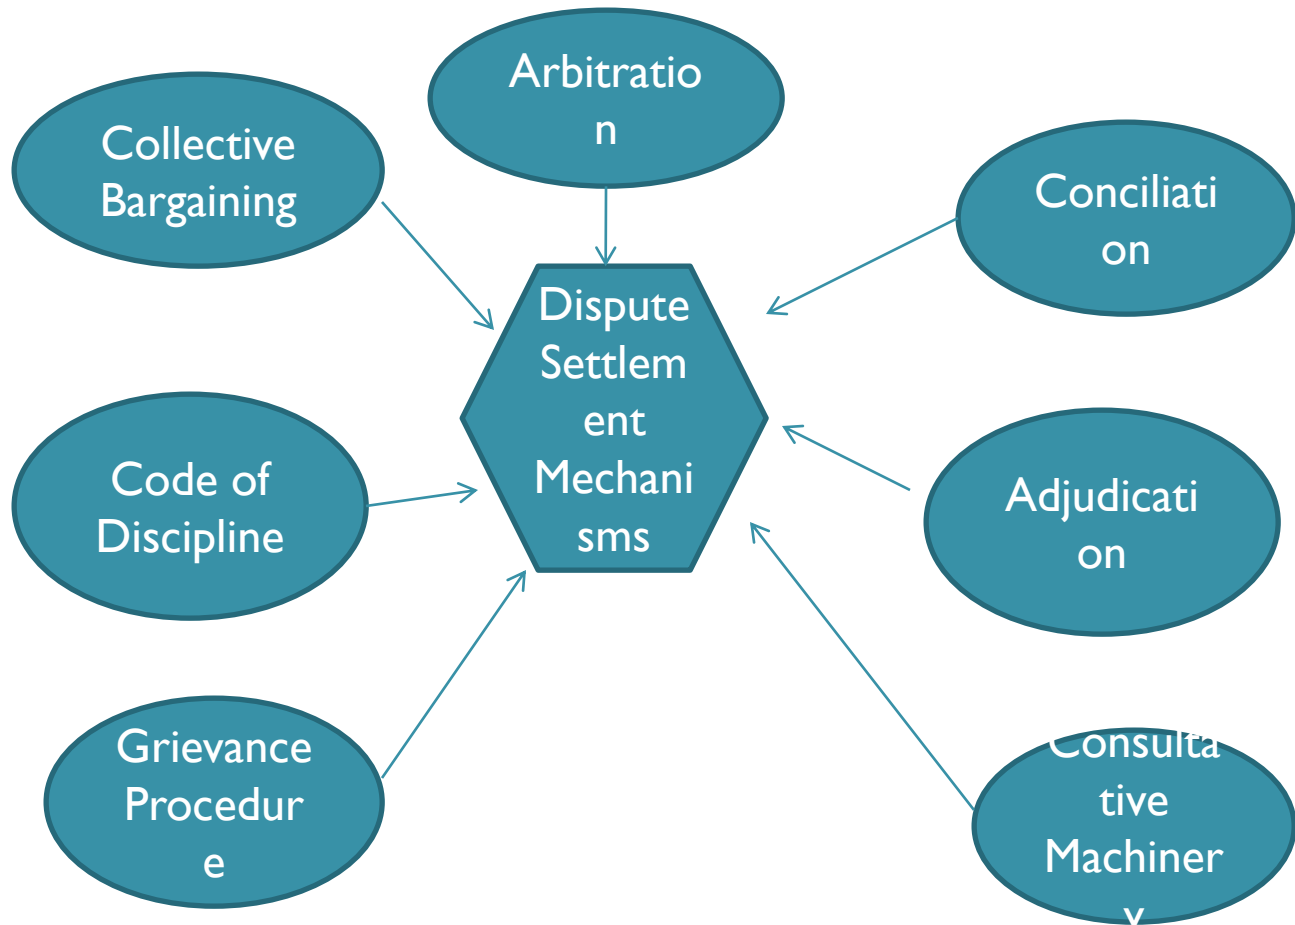 Arbitratio
n
Collective
Bargaining
Conciliati
on
Dispute
Settlem
ent
Mechani
sms
Code of
Discipline
Adjudicati
on
Grievance
Procedur
e
Consulta
tive
Machiner
y